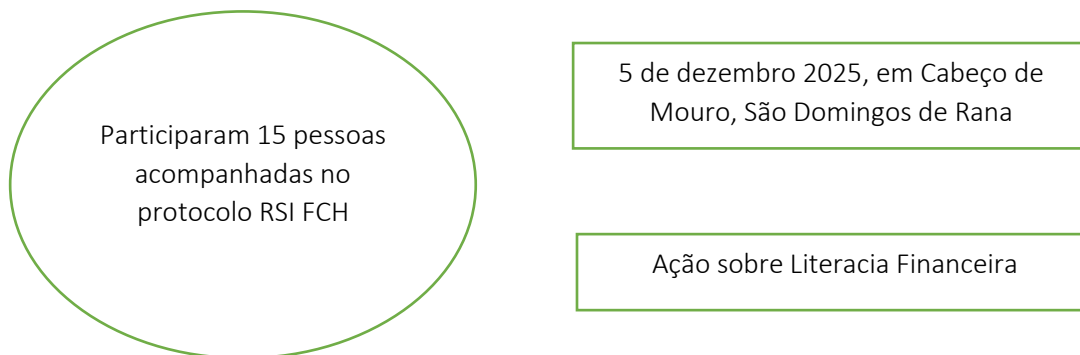 Participaram 15 pessoas
acompanhadas no
protocolo RSI FCH
5 de dezembro 2025, em Cabeço de
Mouro, São Domingos de Rana
Ação sobre Literacia Financeira